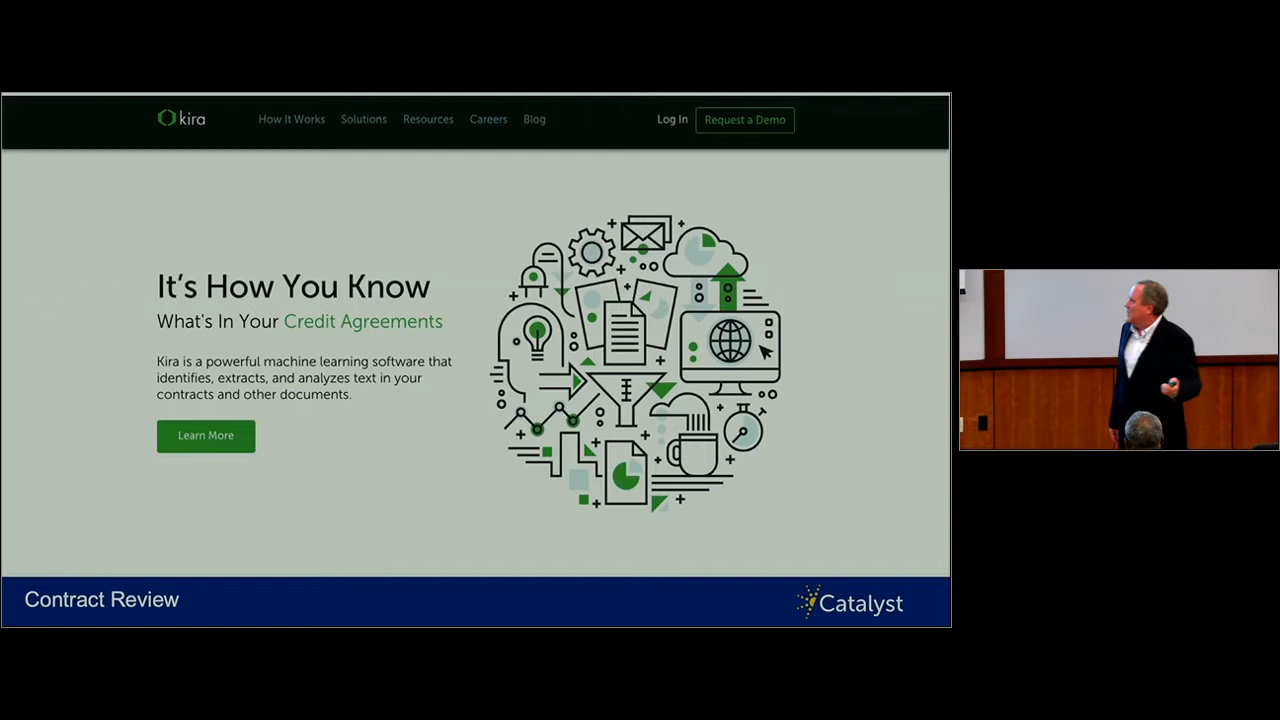 kira
How It Works Solutions Resources Careers Blog
Log In Request a Demo
It's How You Know
What's In Your Credit Agreements
Kira is a powerful machine learning software that
identifies, extracts, and analyzes text in your
contracts and other documents.
Learn More
Contract Review
Catalyst